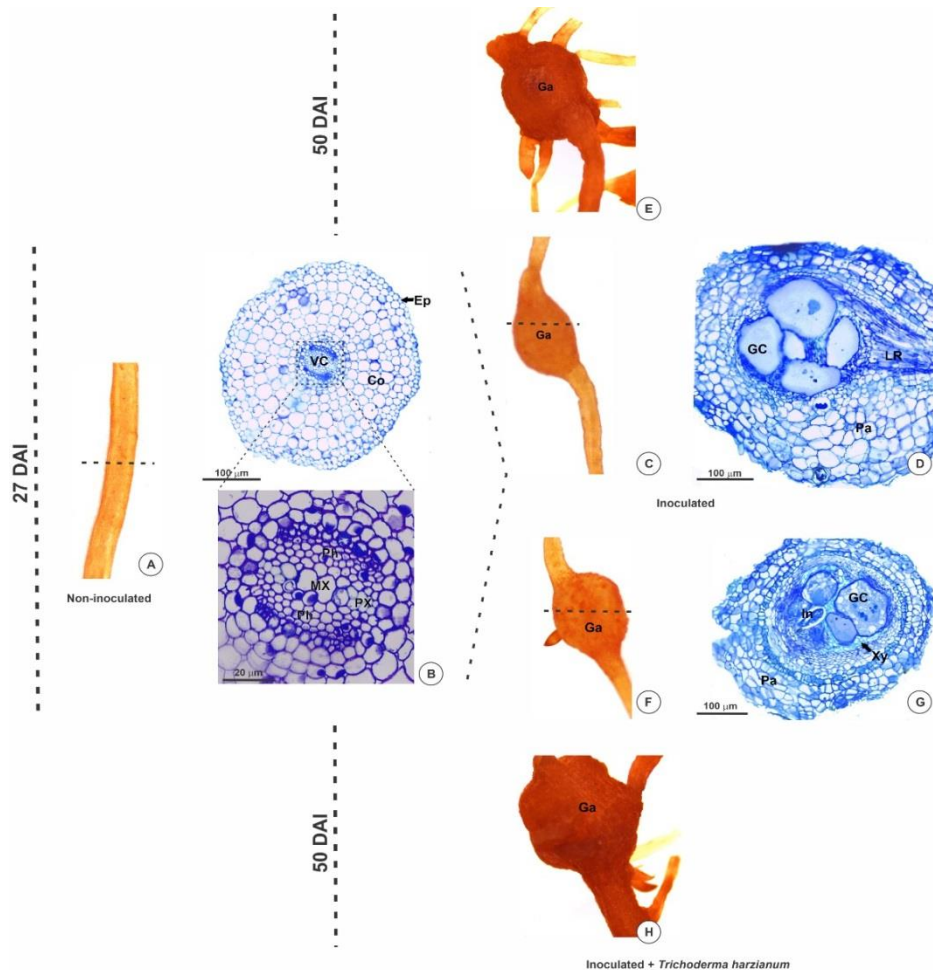 50 DAI
Ga
E
27 DAI
A
Non-inoculated
Ep
VC
Co
100 µm
Ph
MX
PX
Ph
20 µm
B
Ga
C
GC
LR
Pa
100 µm
D
Inoculated
Ga
F
GC
In
Xy
Pa
100 µm
G
50 DAI
Ga
H
Inoculated + Trichoderma harzianum